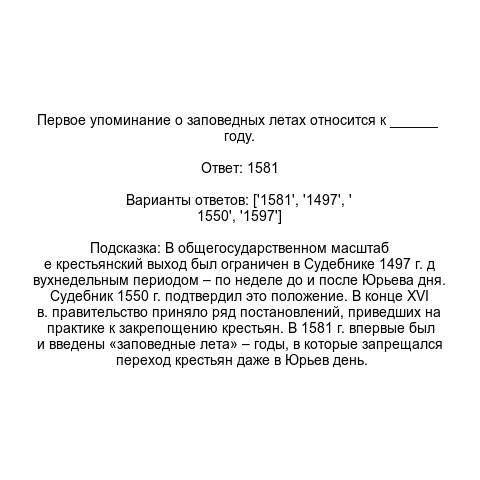 Первое упоминание о заповедных летах относится к ______
году.
Ответ: 1581
Варианты ответов: ['1581', '1497', '
1550', '1597']
Подсказка: В общегосударственном масштаб
е крестьянский выход был ограничен в Судебнике 1497 г. д
вухнедельным периодом – по неделе до и после Юрьева дня.
Судебник 1550 г. подтвердил это положение. В конце XVI
в. правительство приняло ряд постановлений, приведших на
практике к закрепощению крестьян. В 1581 г. впервые был
и введены «заповедные лета» – годы, в которые запрещался
переход крестьян даже в Юрьев день.